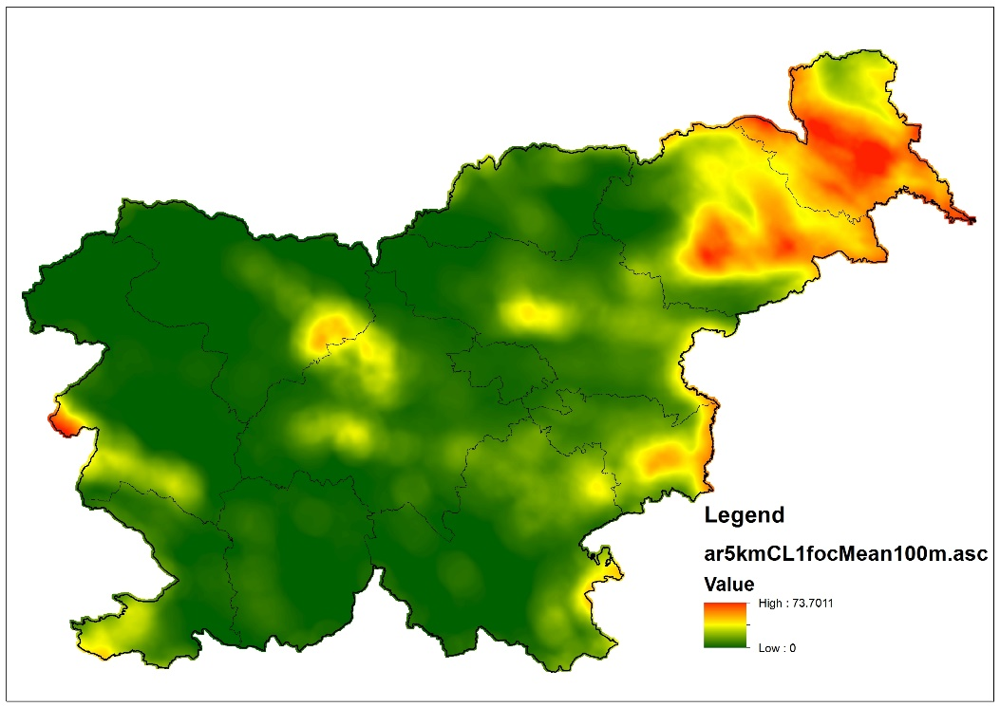 Legend
ar5kmCL1focMean100m.asc
Value
High : 73.7011
Low : 0